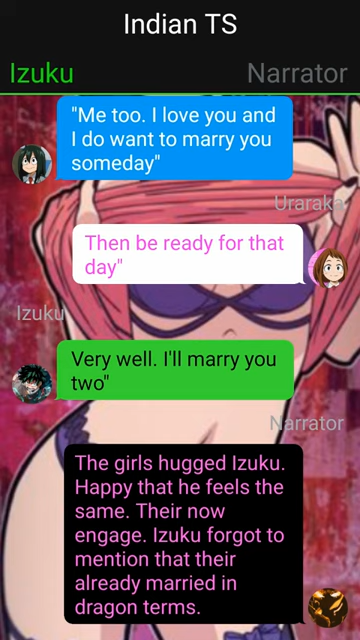 Indian TS
Izuku Narrator
"Me too. I love you and
I do want to marry you
someday"
Uraraka
Then be ready for that
day"
Izuku
Very well. I'll marry you
two"
Narrator
The girls hugged Izuku.
Happy that he feels the
same. Their now
engage. Izuku forgot to
mention that their
already married in
dragon terms.